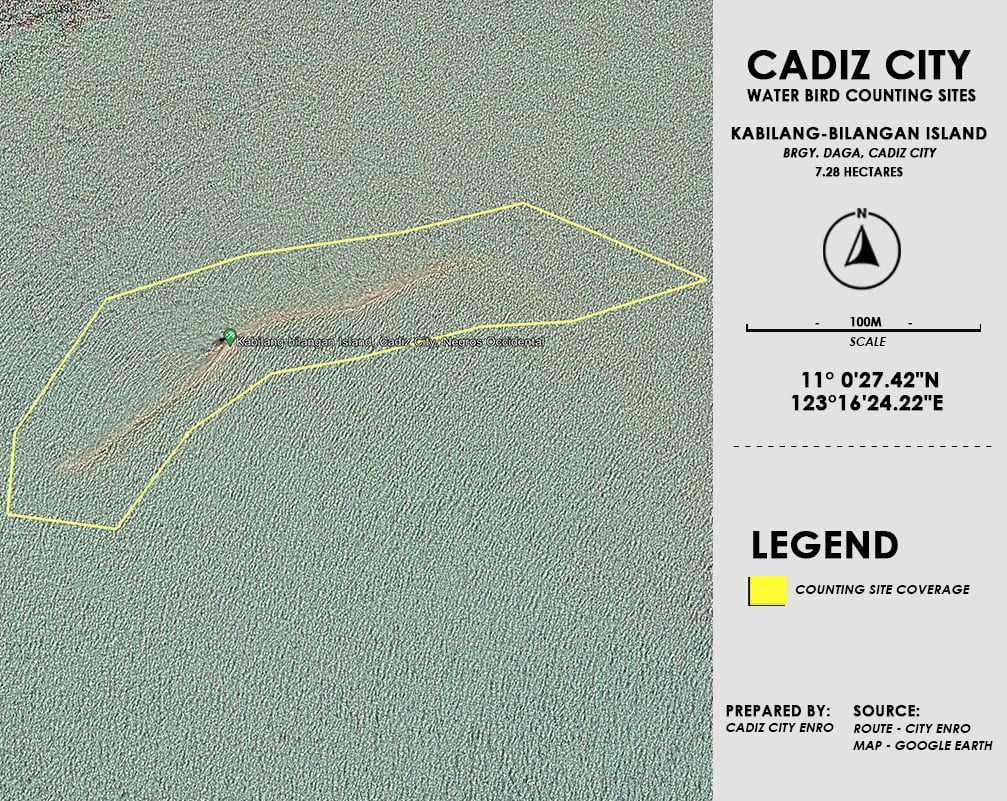 CADIZ CITY
WATER BIRD COUNTING SITES
KABILANG-BILANGAN ISLAND
BRGY. DAGA, CADIZ CITY
7.28 HECTARES
N
- 100M -
SCALE
11° 0'27.42"N
123°16'24.22"E
Kabilang-bilangan Island, Cadiz City, Negros Occidental
LEGEND
COUNTING SITE COVERAGE
PREPARED BY:
CADIZ CITY ENRO
SOURCE:
ROUTE - CITY ENRO
MAP - GOOGLE EARTH